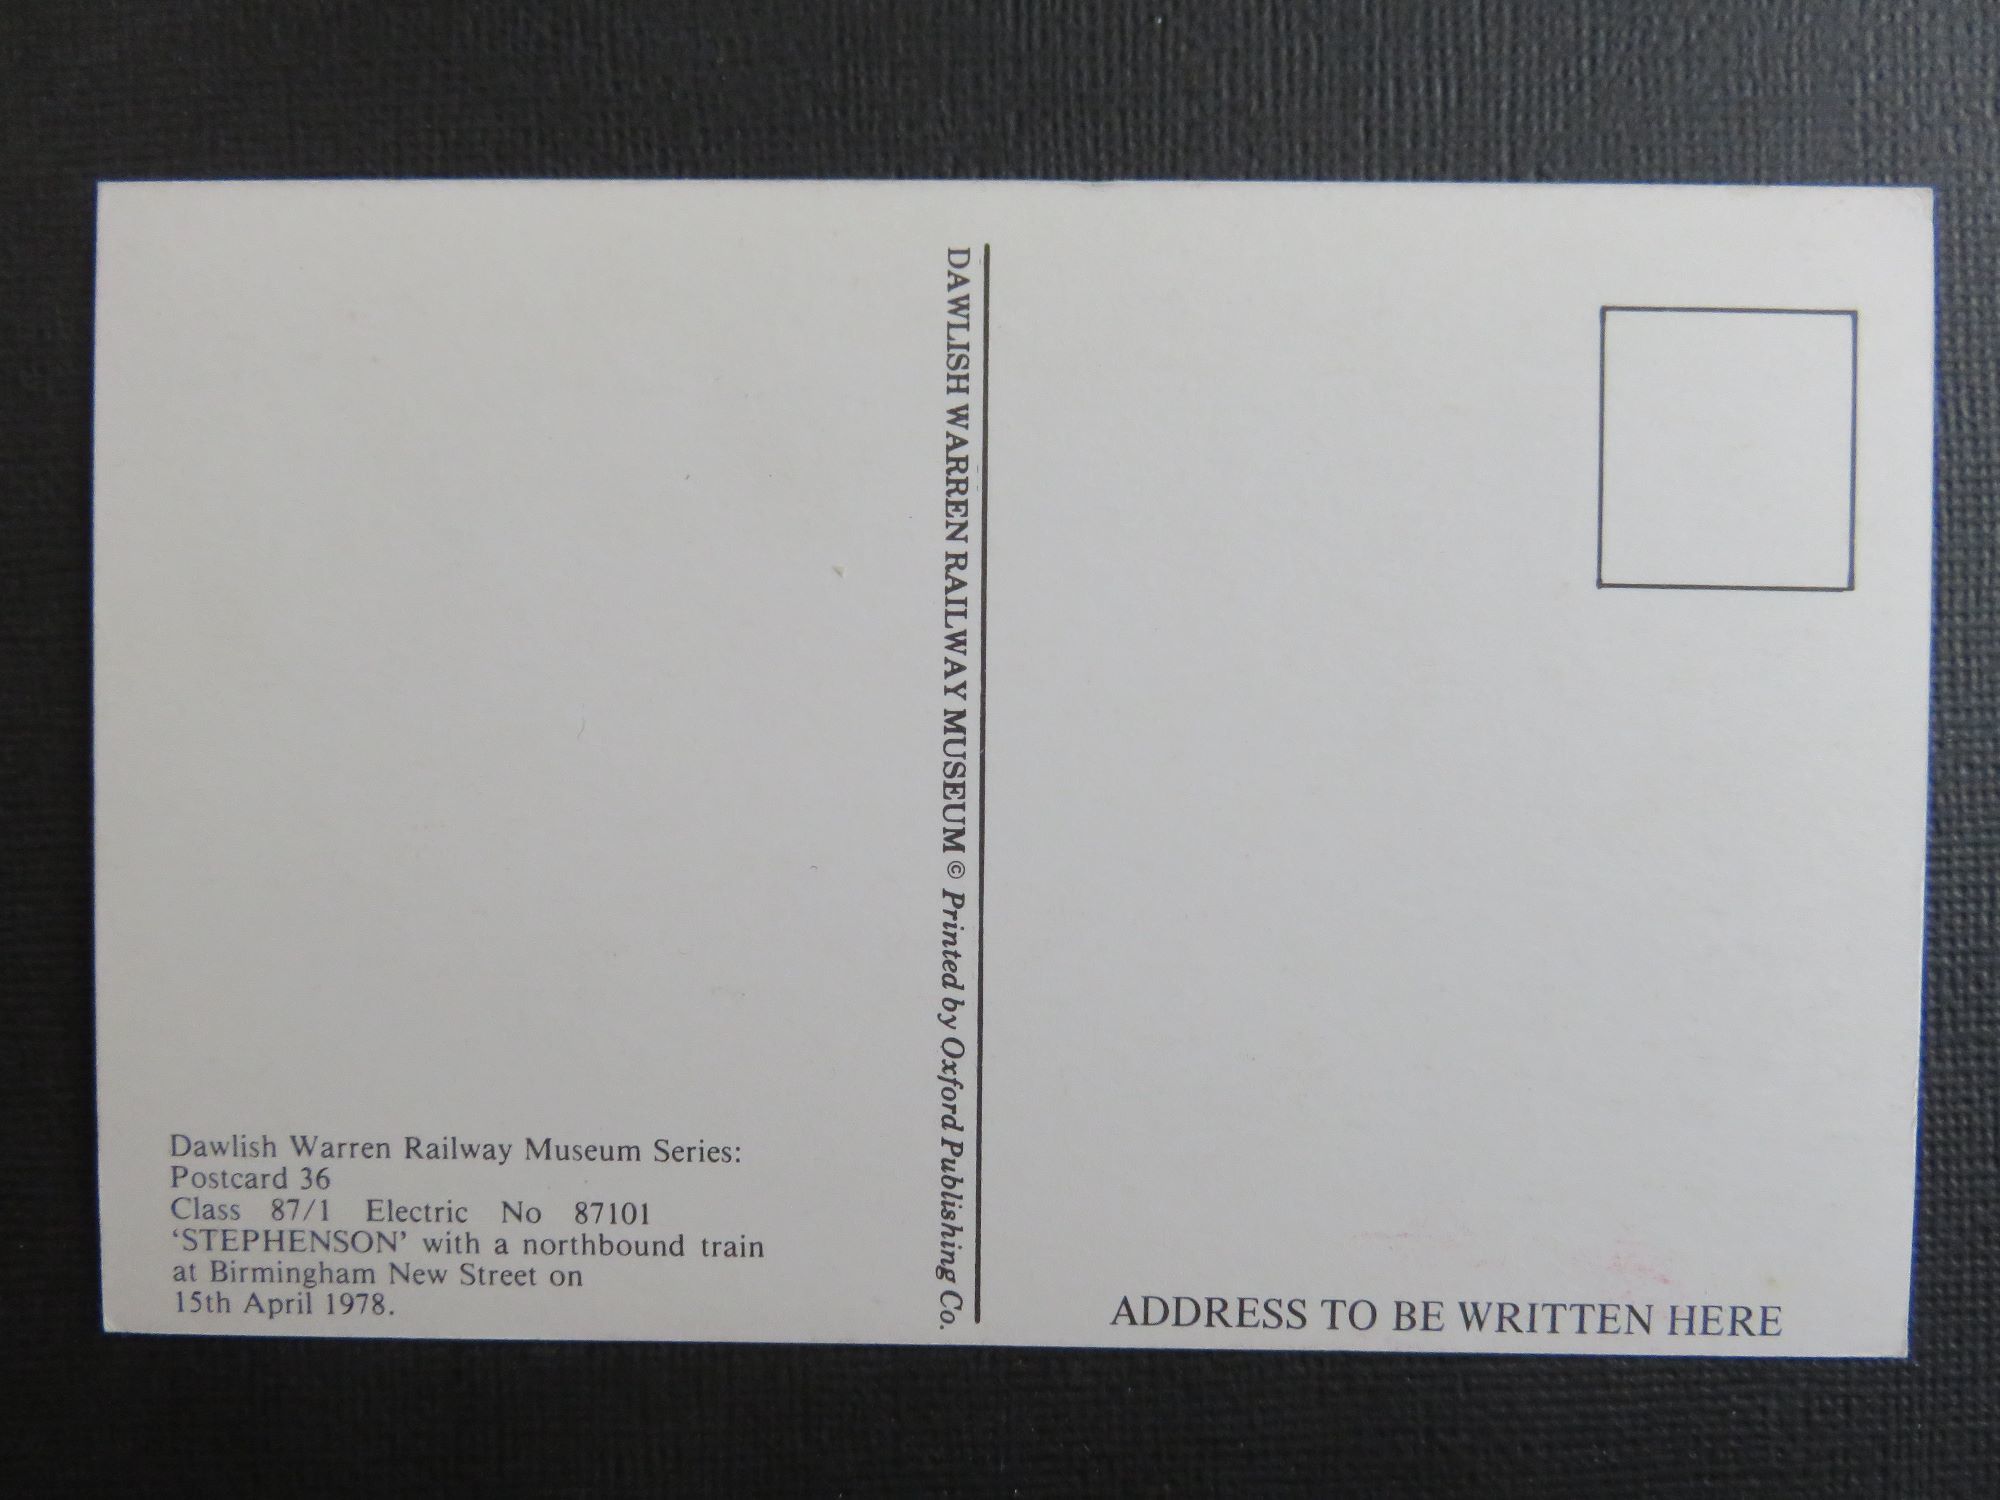 Dawlish Warren Railway Museum Series:
Postcard 36
Class 87/1 Electric No 87101
‘STEPHENSON’ with a northbound train
at Birmingham New Street on
15th April 1978.
DAWLISH WARREN RAILWAY MUSEUM © Printed by Oxford Publishing Co.
ADDRESS TO BE WRITTEN HERE